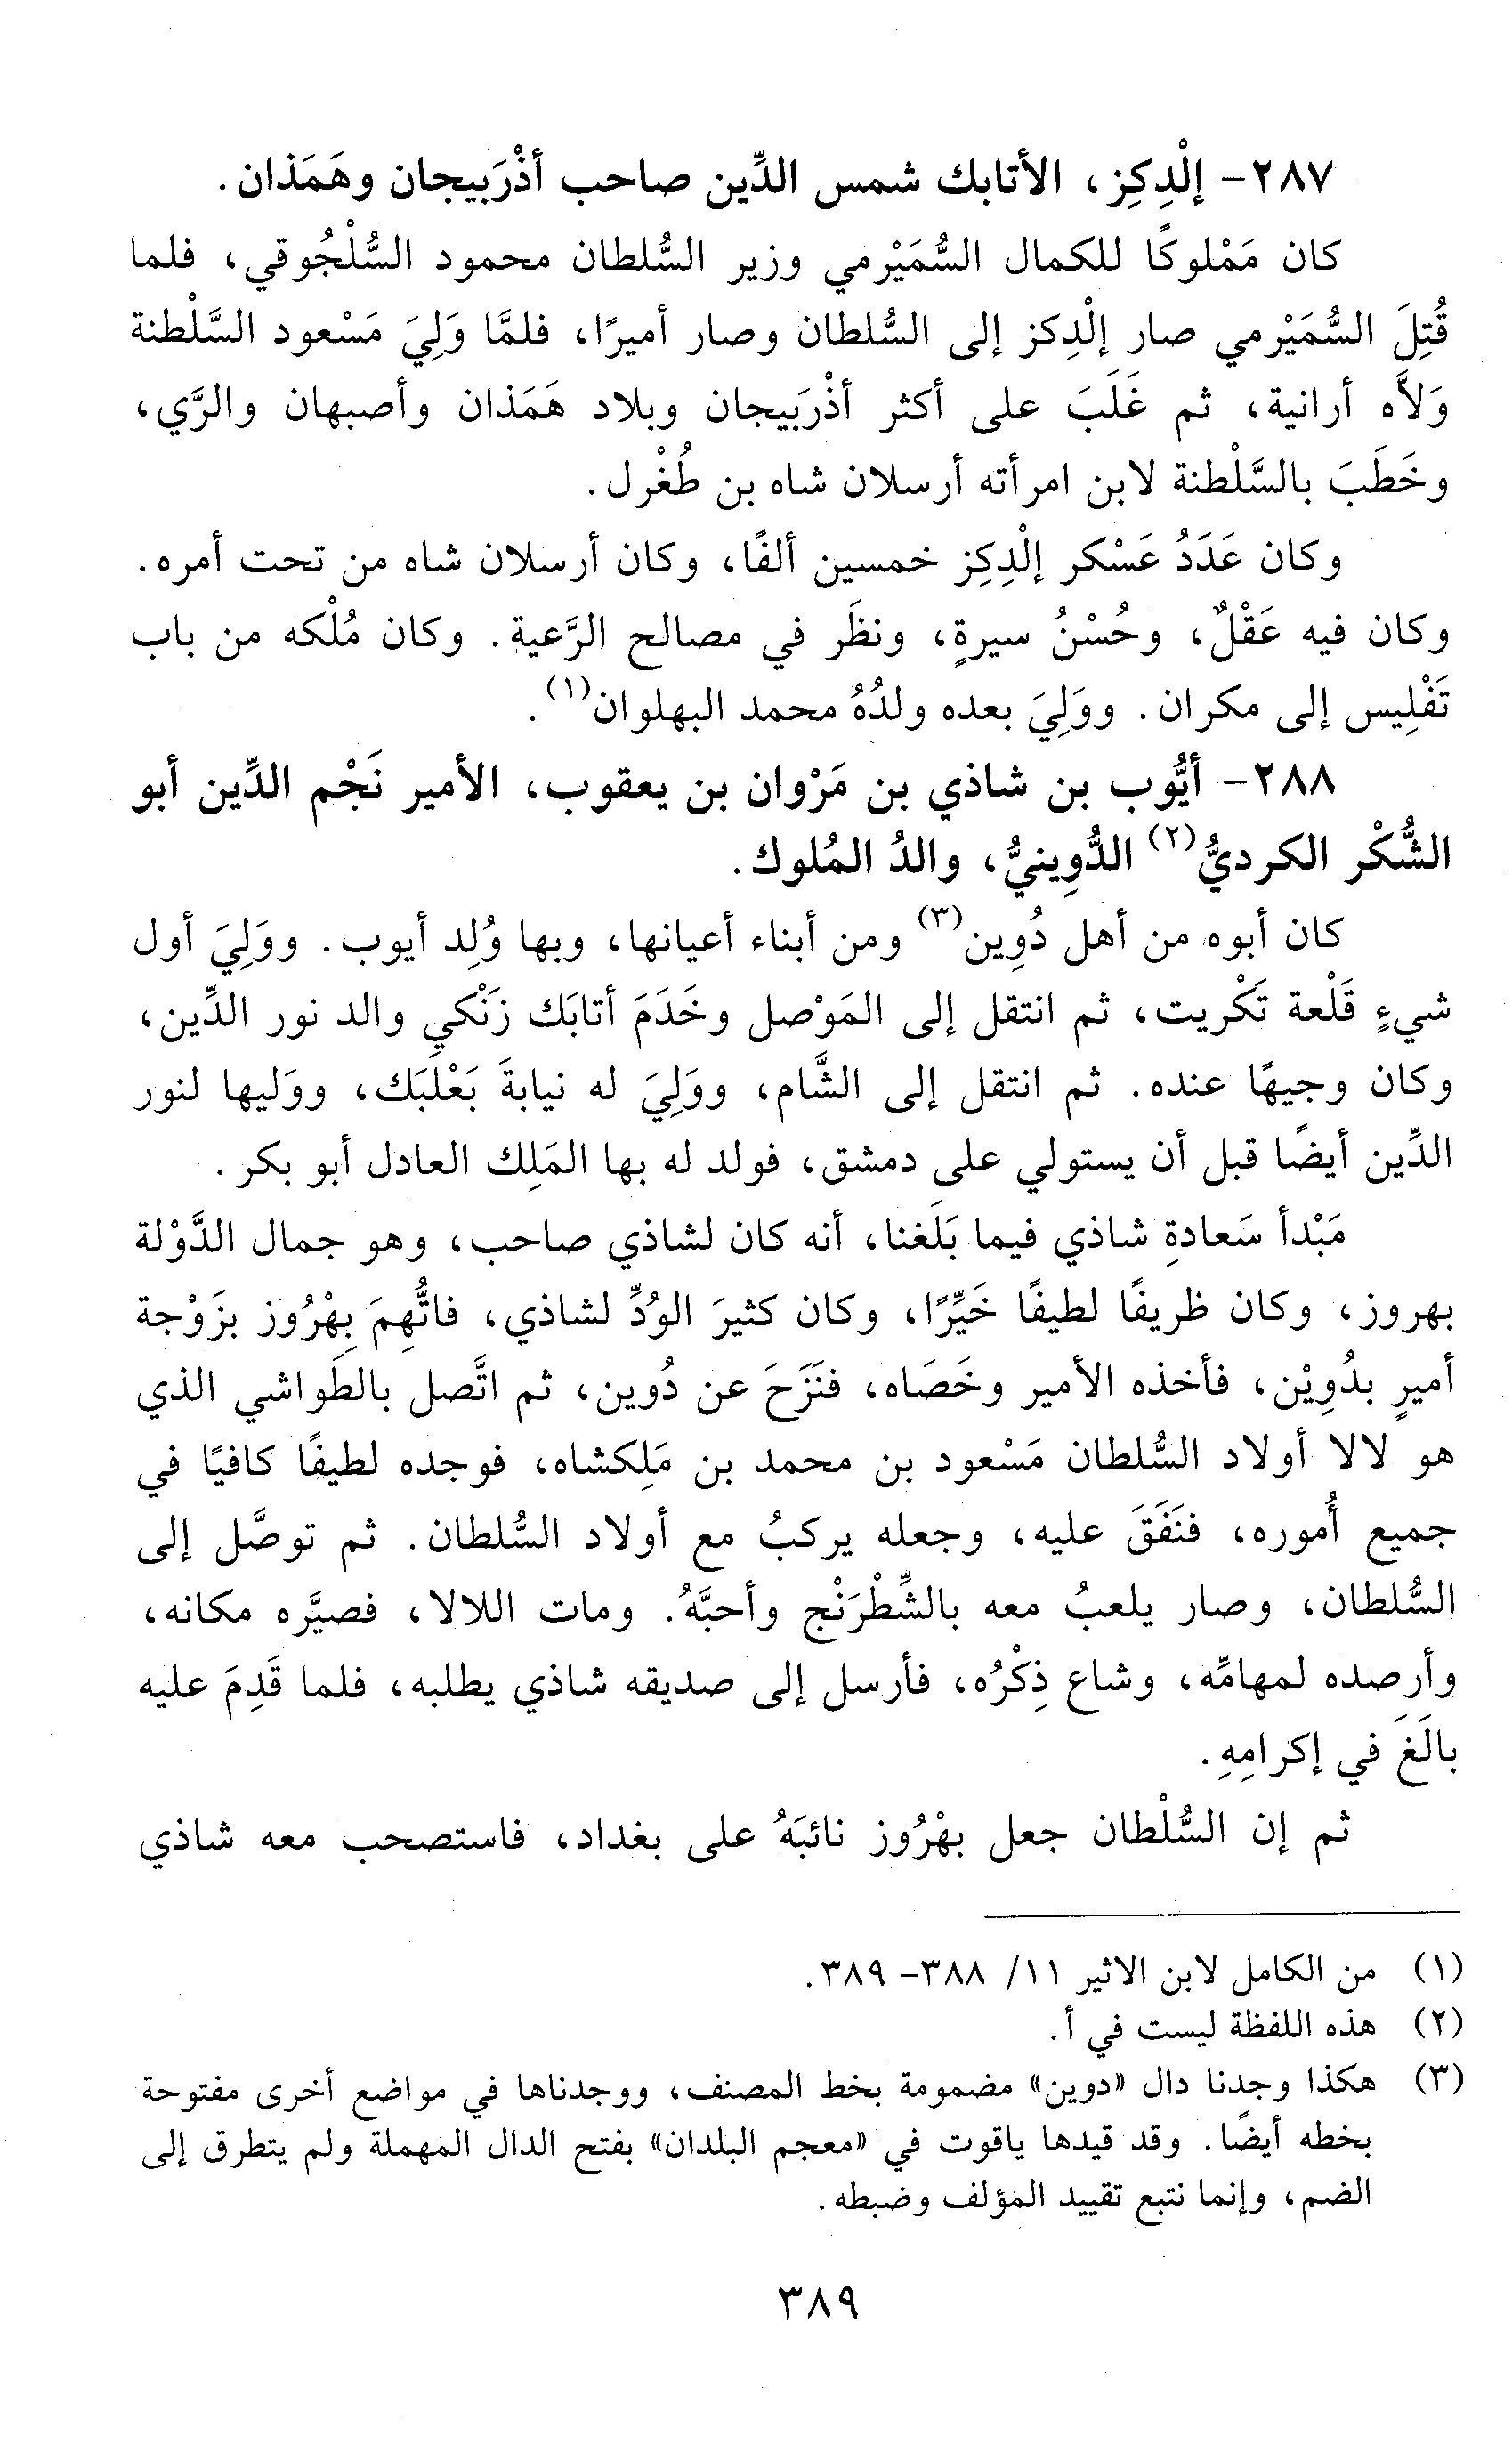 ٢٨٧- إلْدِكِز، الأتابك شمس الدِّين صاحب أذْرَبيجان وهَمَذان.
كان مَمْلوكًا للكمال السُّمَيْرمي وزير السُّلطان محمود السُّلْجُوقي، فلما
قُتِلَ السُّمَيْرمي صار إلْدِكز إلى السُّلطان وصار أميرًا، فلمَّا وَلِيَ مَسْعود السَّلْطنة
وَلاَّه أرانية، ثم غَلَبَ على أكثر أذْرَبيجان وبلاد هَمَذان وأصبهان والرَّي،
وخَطَبَ بالسَّلْطنة لابن امرأته أرسلان شاه بن طُغْرل.
وكان عَدَدُ عَسْكر إلْدِكِز خمسين ألفًا، وكان أرسلان شاه من تحت أمره.
وكان فيه عَقْلٌ، وحُسْنُ سيرةٍ، ونظَر في مصالح الرَّعية. وكان مُلْكه من باب
تَفْلِيس إلى مكران. ووَلِيَ بعده ولدُهُ محمد البهلوان(١).
٢٨٨- أيُّوب بن شاذي بن مَرْوان بن يعقوب، الأمير نَجْم الدِّين أبو
الشُّكْر الكرديُّ(٢) الدُّوِينيُّ، والدُ المُلوك.
كان أبوه من أهل دُوِين(٣) ومن أبناء أعيانها، وبها وُلِد أيوب. ووَلِيَ أول
شيءٍ قَلْعة تَكْريت، ثم انتقل إلى المَوْصل وخَدَمَ أتابَك زَنْكي والد نور الدِّين،
وكان وجيهًا عنده. ثم انتقل إلى الشَّام، ووَلِيَ له نيابةَ بَعْلَبَك، ووَليها لنور
الدِّين أيضًا قبل أن يستولي على دمشق، فولد له بها المَلِك العادل أبو بكر.
مَبْدأ سَعادةِ شاذي فيما بَلَغنا، أنه كان لشاذي صاحب، وهو جمال الدَّوْلة
بهروز، وكان ظريفًا لطيفًا خَيِّرًا، وكان كثيرَ الوُدِّ لشاذي، فاتُّهِمَ بِهْرُوز بزَوْجة
أميرٍ بدُوِيْن، فأخذه الأمير وخَصَاه، فنَزَحَ عن دُوين، ثم اتَّصل بالطَواشي الذي
هو لالا أولاد السُّلطان مَسْعود بن محمد بن مَلِكشاه، فوجده لطيفًا كافيًا في
جميع أُموره، فنَفَقَ عليه، وجعله يركبُ مع أولاد السُّلطان. ثم توصَّل إلى
السُّلطان، وصار يلعبُ معه بالشِّطْرَنْج وأحبَّهُ. ومات اللالا، فصيَّره مكانه،
وأرصده لمهامِّه، وشاع ذِكْرُه، فأرسل إلى صديقه شاذي يطلبه، فلما قَدِمَ عليه
بالَغَ في إكرامِهِ.
ثم إن السُّلْطان جعل بهْرُوز نائبَهُ على بغداد، فاستصحب معه شاذي
(١) من الكامل لابن الاثير ١١/ ٣٨٨- ٣٨٩.
(٢) هذه اللفظة ليست في أ.
(٣) هكذا وجدنا دال «دوين» مضمومة بخط المصنف، ووجدناها في مواضع أخرى مفتوحة
بخطه أيضًا. وقد قيدها ياقوت في «معجم البلدان» بفتح الدال المهملة ولم يتطرق إلى
الضم، وإنما نتبع تقييد المؤلف وضبطه.
٣٨٩